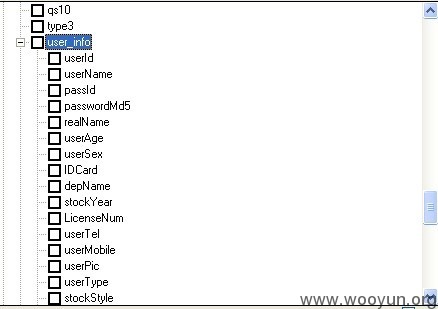 qs10
type3
user_info
userId
userName
passId
passwordMd5
realName
userAge
userSex
IDCard
depName
stockYear
LicenseNum
userTel
userMobile
userPic
userType
stockStyle
www.wooyun.org